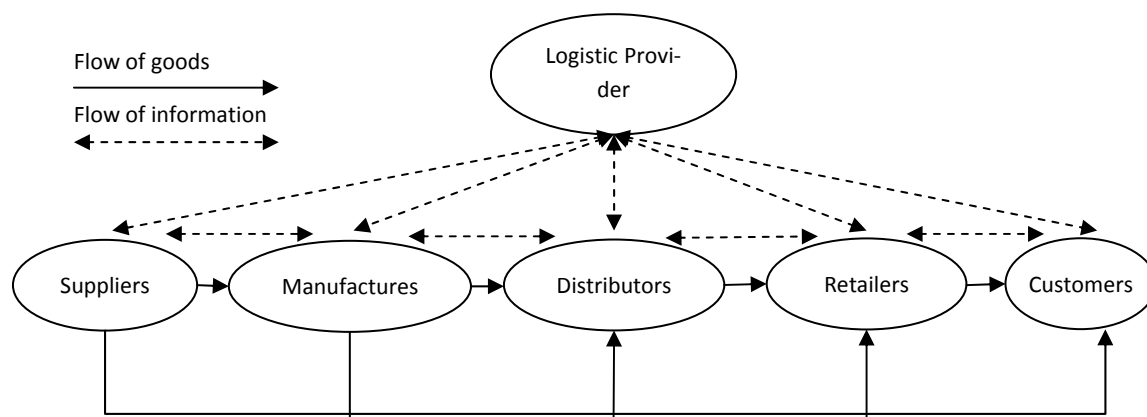 Flow of goods
Flow of information
Logistic Provi-
der
Suppliers
Manufactures
Distributors
Retailers
Customers